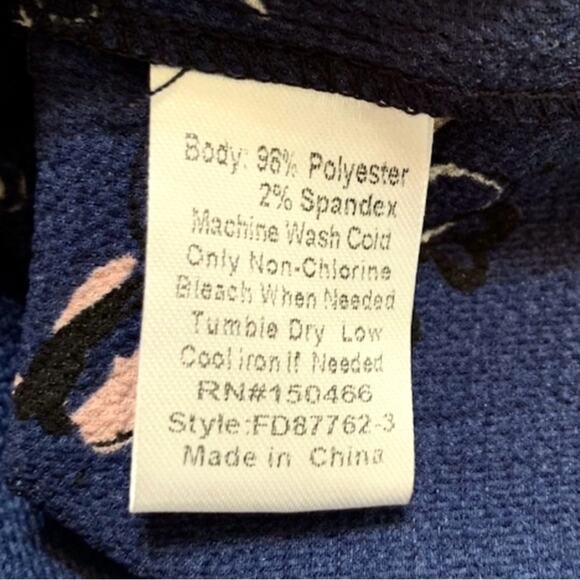 Body: 98% Polyester
2% Spandex
Machine Wash Cold
Only Non-Chlorine
Bleach When Needed
Tumble Dry Low
Cool iron if Needed
RN#150466
Style:FD87762-3
Made in China